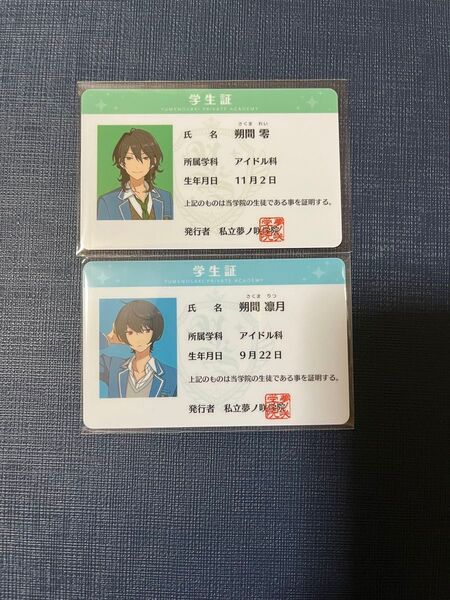 学生証
YUMENOSAKI PRIVATE ACADEMY
さくま れい
氏 名 朔間 零
所属学科 アイドル科
生年月日 11月2日
上記のものは当学院の生徒である事を証明する。
発行者 私立夢ノ咲学院
学生証
YUMENOSAKI PRIVATE ACADEMY
さくま りつ
氏 名 朔間 凛月
所属学科 アイドル科
生年月日 9月22日
上記のものは当学院の生徒である事を証明する。
発行者 私立夢ノ咲学院